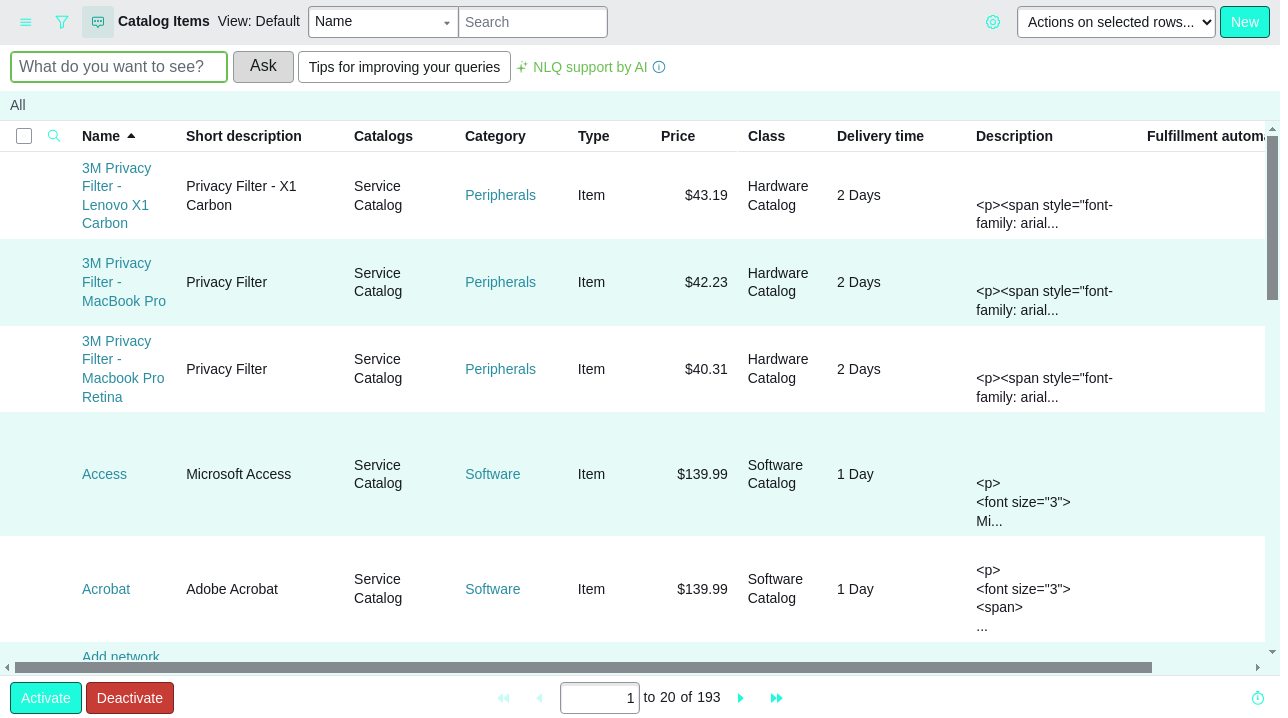 Catalog Items View: Default Name Search Actions on selected rows... New
What do you want to see? Ask Tips for improving your queries NLQ support by AI
All
Name Short description Catalogs Category Type Price Class Delivery time Description Fulfillment automa
3M Privacy
Filter -
Lenovo X1
Carbon
Privacy Filter - X1
Carbon
Service
Catalog
Peripherals
Item
$43.19
Hardware
Catalog
2 Days
<p><span style="font-
family: arial...
3M Privacy
Filter -
MacBook Pro
Privacy Filter
Service
Catalog
Peripherals
Item
$42.23
Hardware
Catalog
2 Days
<p><span style="font-
family: arial...
3M Privacy
Filter -
Macbook Pro
Retina
Privacy Filter
Service
Catalog
Peripherals
Item
$40.31
Hardware
Catalog
2 Days
<p><span style="font-
family: arial...
Access
Microsoft Access
Service
Catalog
Software
Item
$139.99
Software
Catalog
1 Day
<p>
<font size="3">
Mi...
Acrobat
Adobe Acrobat
Service
Catalog
Software
Item
$139.99
Software
Catalog
1 Day
<p>
<font size="3">
<span>
...
Add network
Activate Deactivate 1 to 20 of 193